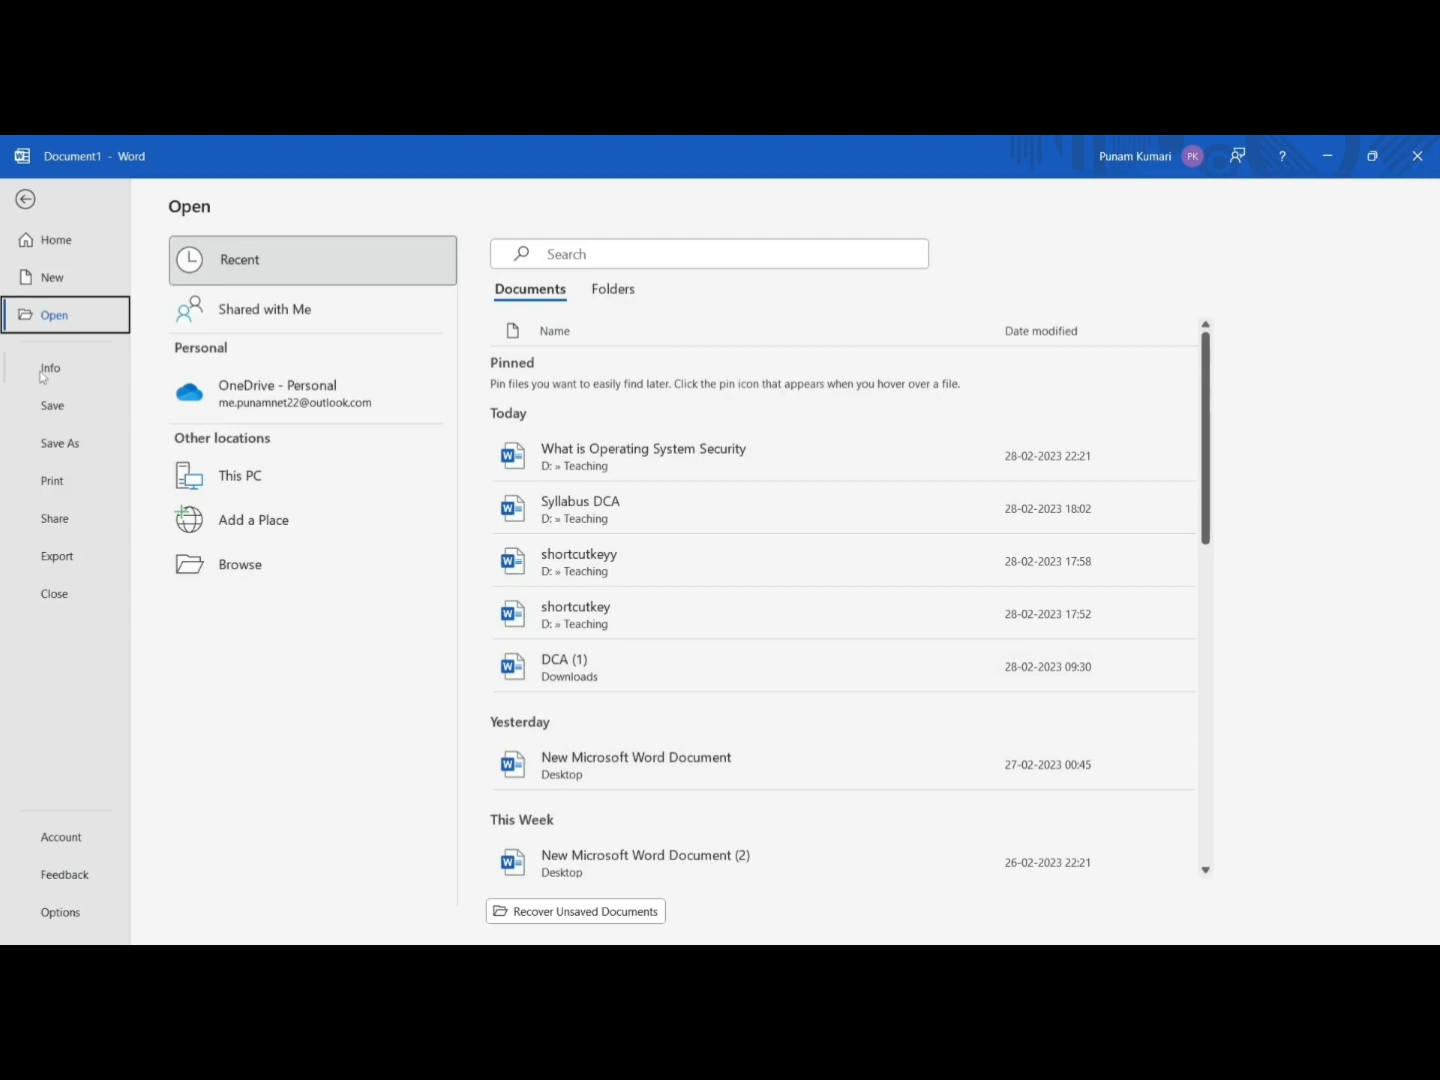 Document1 - Word
Punam Kumari PK ?
Home
New
Open
Info
Save
Save As
Print
Share
Export
Close
Account
Feedback
Options
Open
Recent
Shared with Me
Personal
OneDrive - Personal
me.punamnet22@outlook.com
Other locations
This PC
Add a Place
Browse
Search
Documents Folders
Name Date modified
Pinned
Pin files you want to easily find later. Click the pin icon that appears when you hover over a file.
Today
What is Operating System Security
D: » Teaching
28-02-2023 22:21
Syllabus DCA
D: » Teaching
28-02-2023 18:02
shortcutkeyy
D: » Teaching
28-02-2023 17:58
shortcutkey
D: » Teaching
28-02-2023 17:52
DCA (1)
Downloads
28-02-2023 09:30
Yesterday
New Microsoft Word Document
Desktop
27-02-2023 00:45
This Week
New Microsoft Word Document (2)
Desktop
26-02-2023 22:21
Recover Unsaved Documents